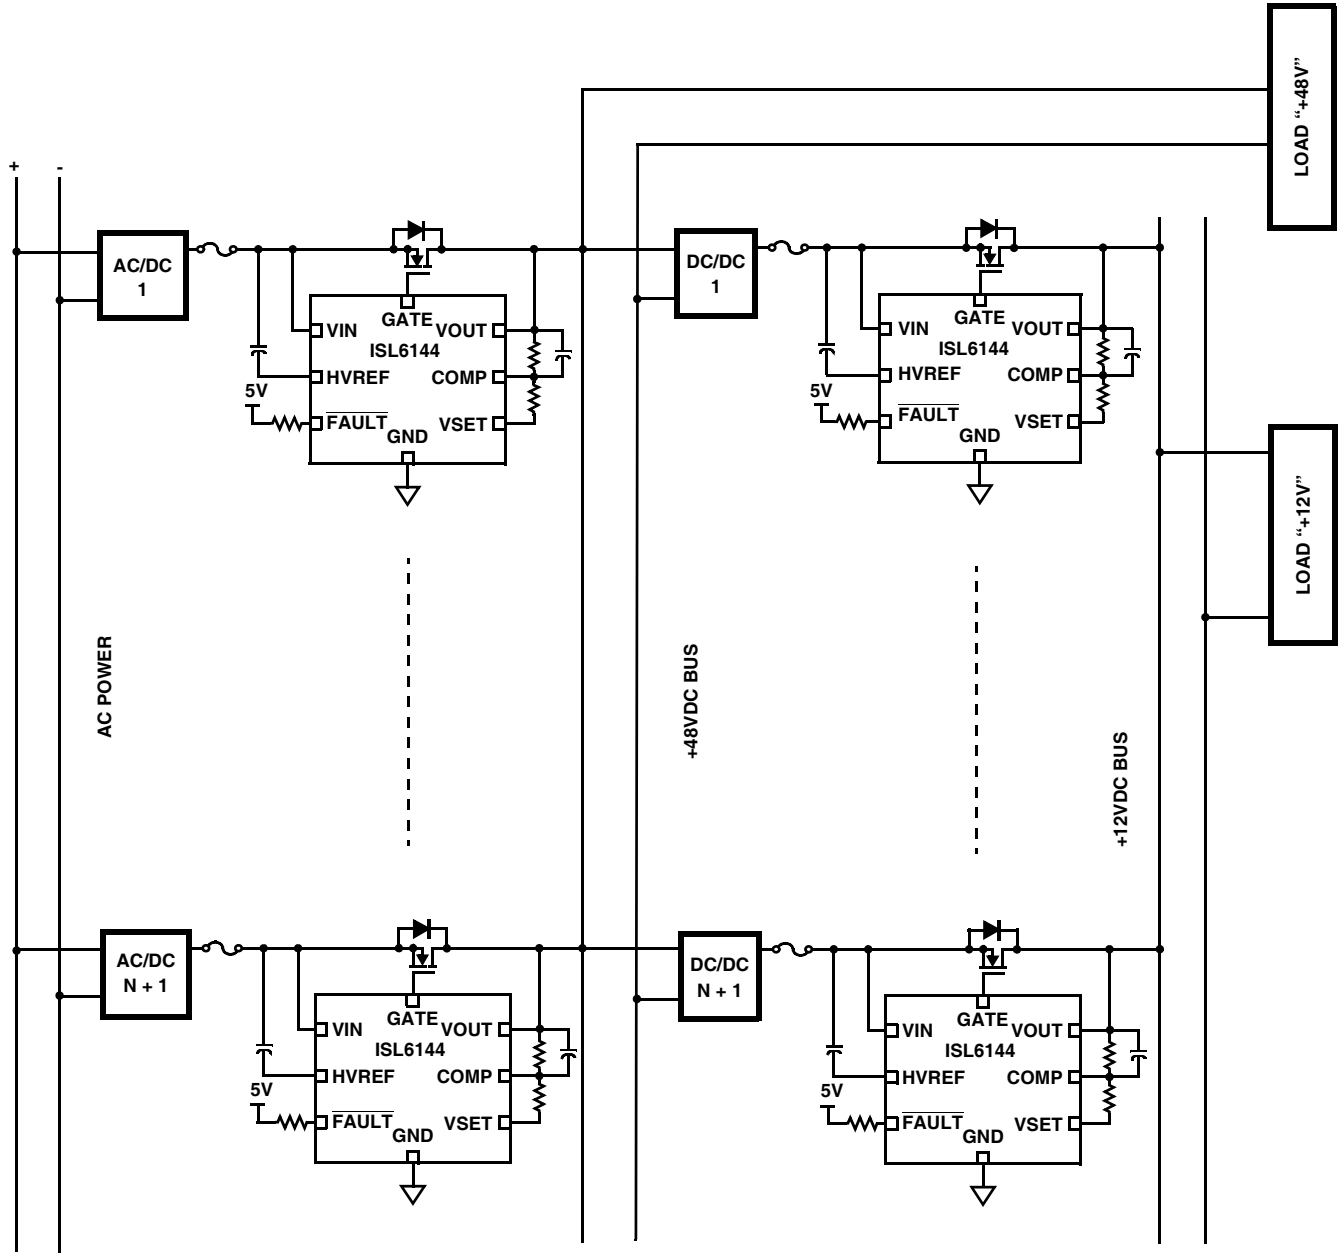 LOAD “+48V”
+ -
AC/DC
1
DC/DC
1
GATE
VIN
VOUT
ISL6144
HVREF
COMP
5V
FAULT
VSET
GND
GATE
VIN
VOUT
ISL6144
HVREF
COMP
5V
FAULT
VSET
GND
LOAD “+12V”
AC POWER
+48VDC BUS
+12VDC BUS
AC/DC
N + 1
DC/DC
N + 1
GATE
VIN
VOUT
ISL6144
HVREF
COMP
5V
FAULT
VSET
GND
GATE
VIN
VOUT
ISL6144
HVREF
COMP
5V
FAULT
VSET
GND